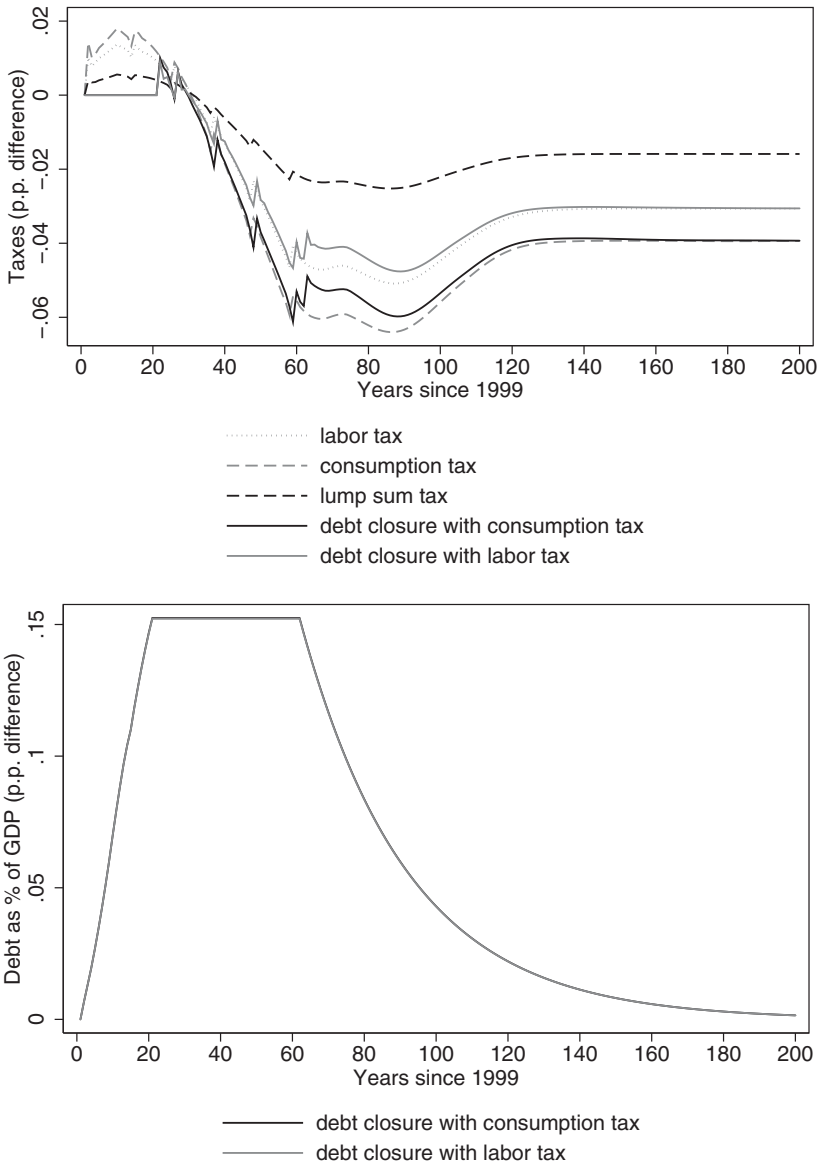 .02
0
-.02
-.04
-.06
Taxes (p.p. difference)
0 20 40 60 80 100 120 140 160 180 200
Years since 1999
labor tax
consumption tax
lump sum tax
debt closure with consumption tax
debt closure with labor tax
.15
.1
.05
0
Debt as % of GDP (p.p. difference)
0 20 40 60 80 100 120 140 160 180 200
Years since 1999
debt closure with consumption tax
debt closure with labor tax